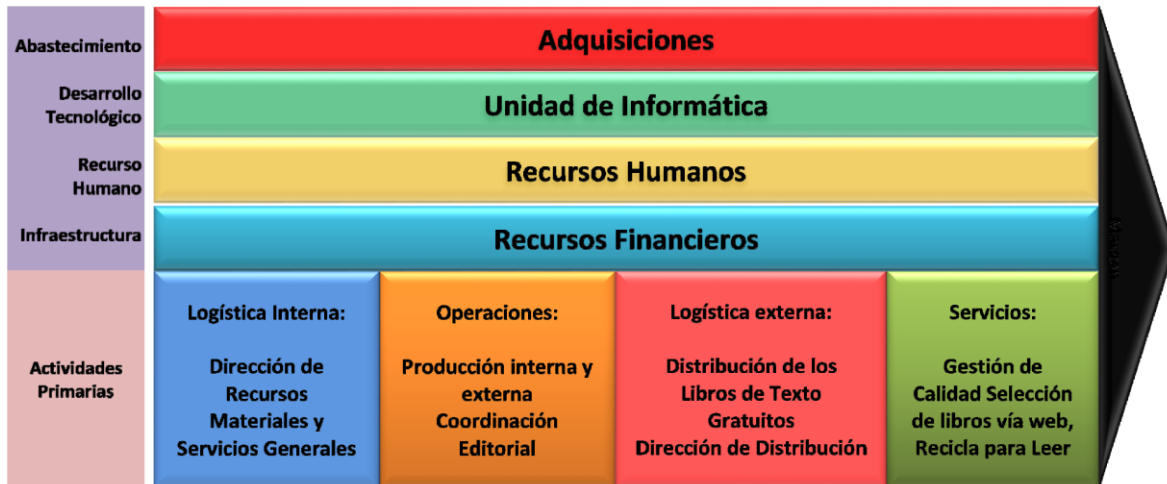 Abastecimiento
Adquisiciones
Desarrollo
Tecnológico
Unidad de Informática
Recurso
Humano
Recursos Humanos
Infraestructura
Recursos Financieros
Actividades
Primarias
Logística Interna:
Dirección de
Recursos
Materiales y
Servicios Generales
Operaciones:
Producción interna y
externa
Coordinación
Editorial
Logística externa:
Distribución de los
Libros de Texto
Gratuitos
Dirección de Distribución
Servicios:
Gestión de
Calidad Selección
de libros vía web,
Recicla para Leer